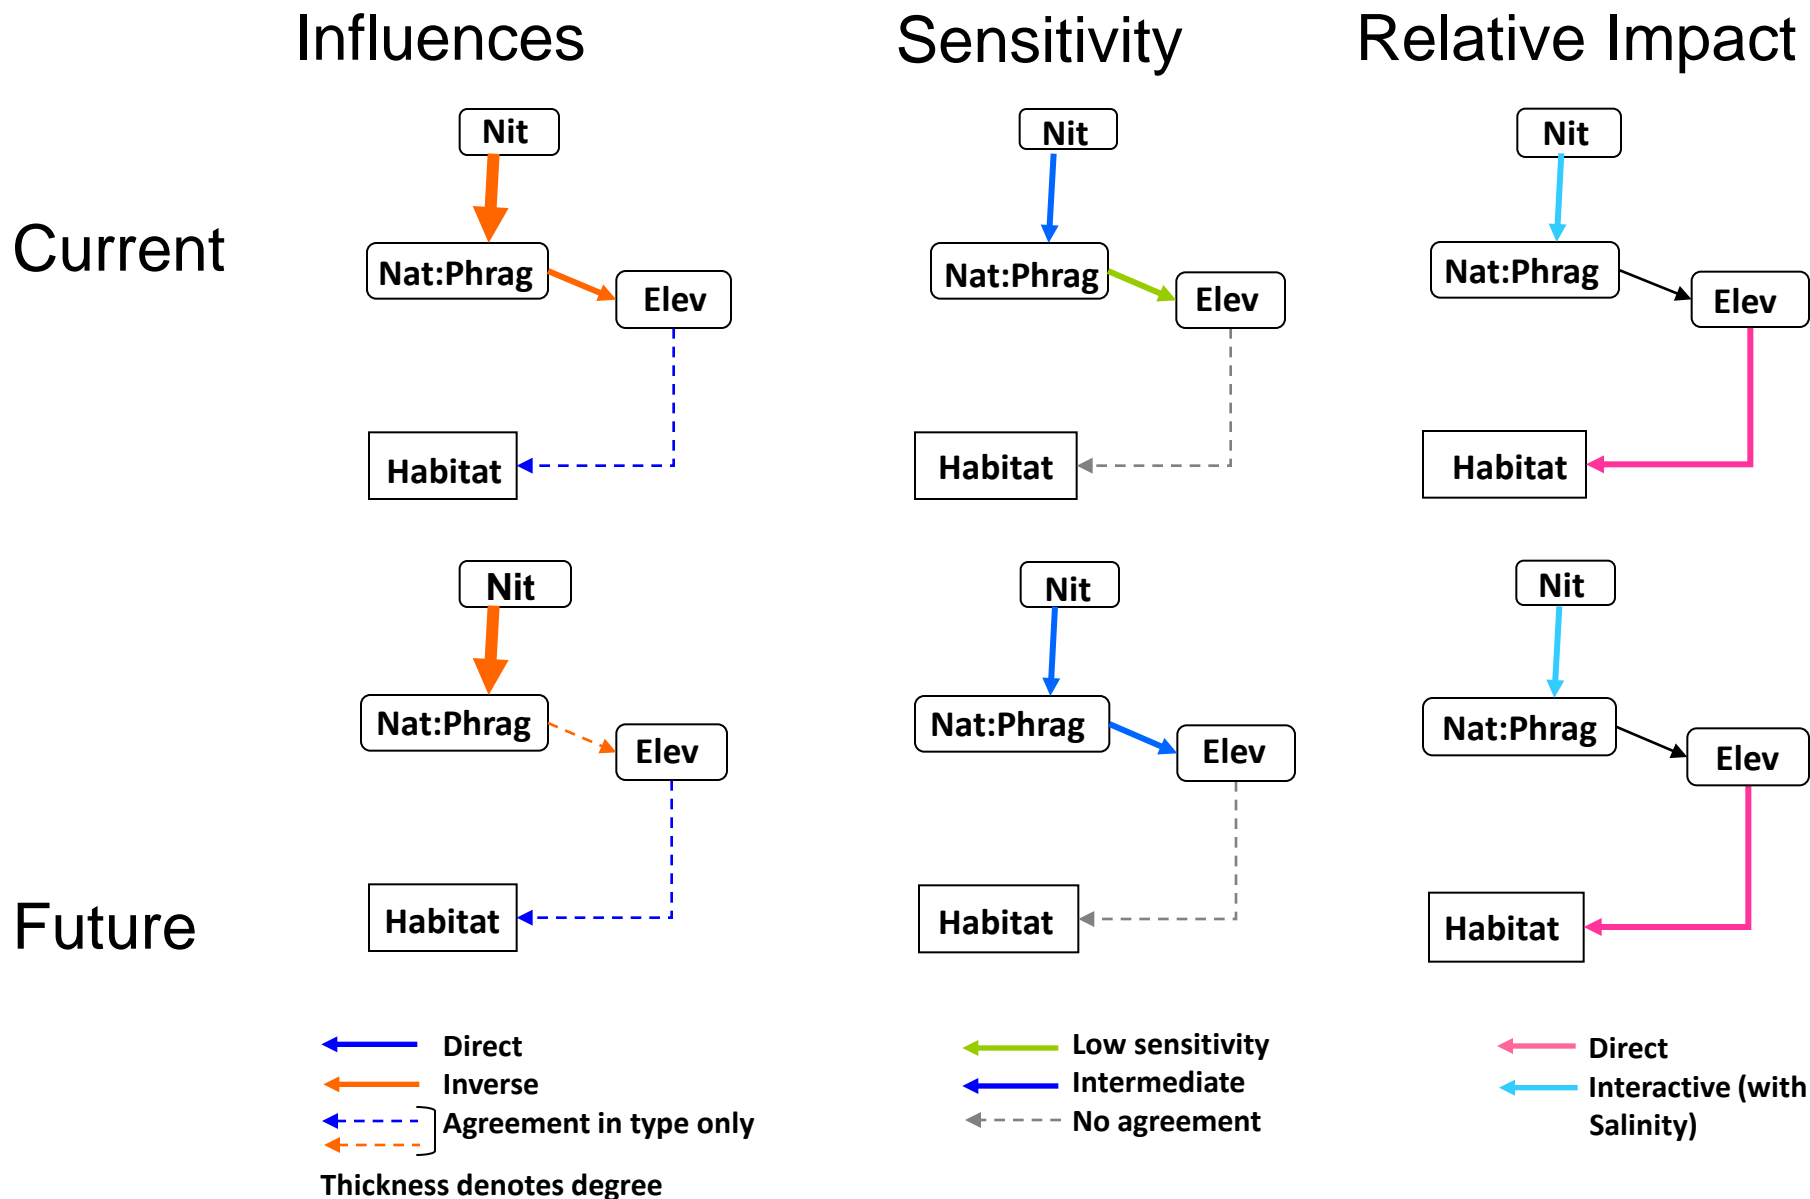 Influences
Sensitivity
Relative Impact
Current
Nit
Nat:Phrag
Elev
Habitat
Nit
Nat:Phrag
Elev
Habitat
Nit
Nat:Phrag
Elev
Habitat
Future
Nit
Nat:Phrag
Elev
Habitat
Nit
Nat:Phrag
Elev
Habitat
Nit
Nat:Phrag
Elev
Habitat
Direct
Inverse
Agreement in type only
Thickness denotes degree
Low sensitivity
Intermediate
No agreement
Direct
Interactive (with
Salinity)